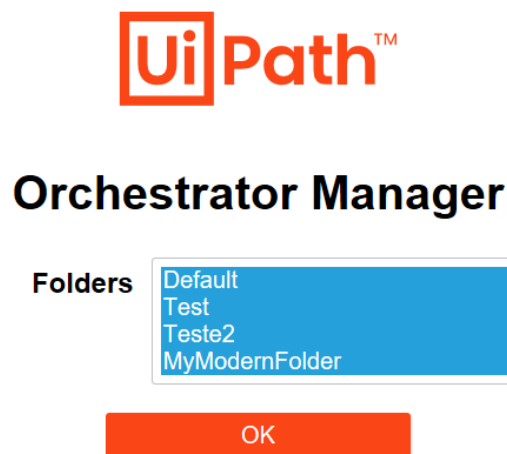 UiPath™
Orchestrator Manager
Folders
Default
Test
Teste2
MyModernFolder
OK